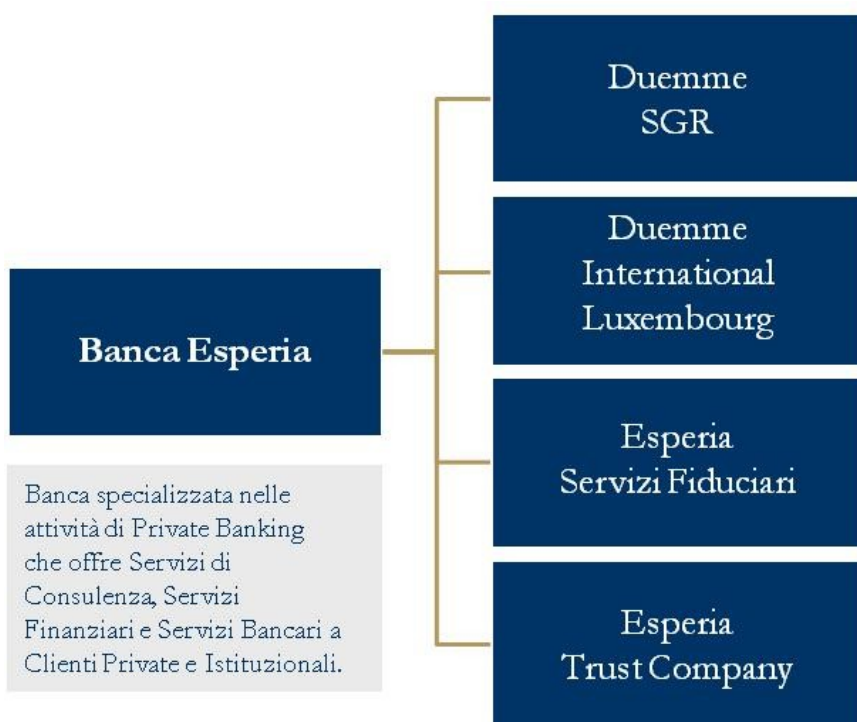 Banca Esperia
Banca specializzata nelle
attività di Private Banking
che offre Servizi di
Consulenza, Servizi
Finanziari e Servizi Bancari a
Clienti Private e Istituzionali.
Duemme
SGR
Duemme
International
Luxembourg
Esperia
Servizi Fiduciari
Esperia
Trust Company